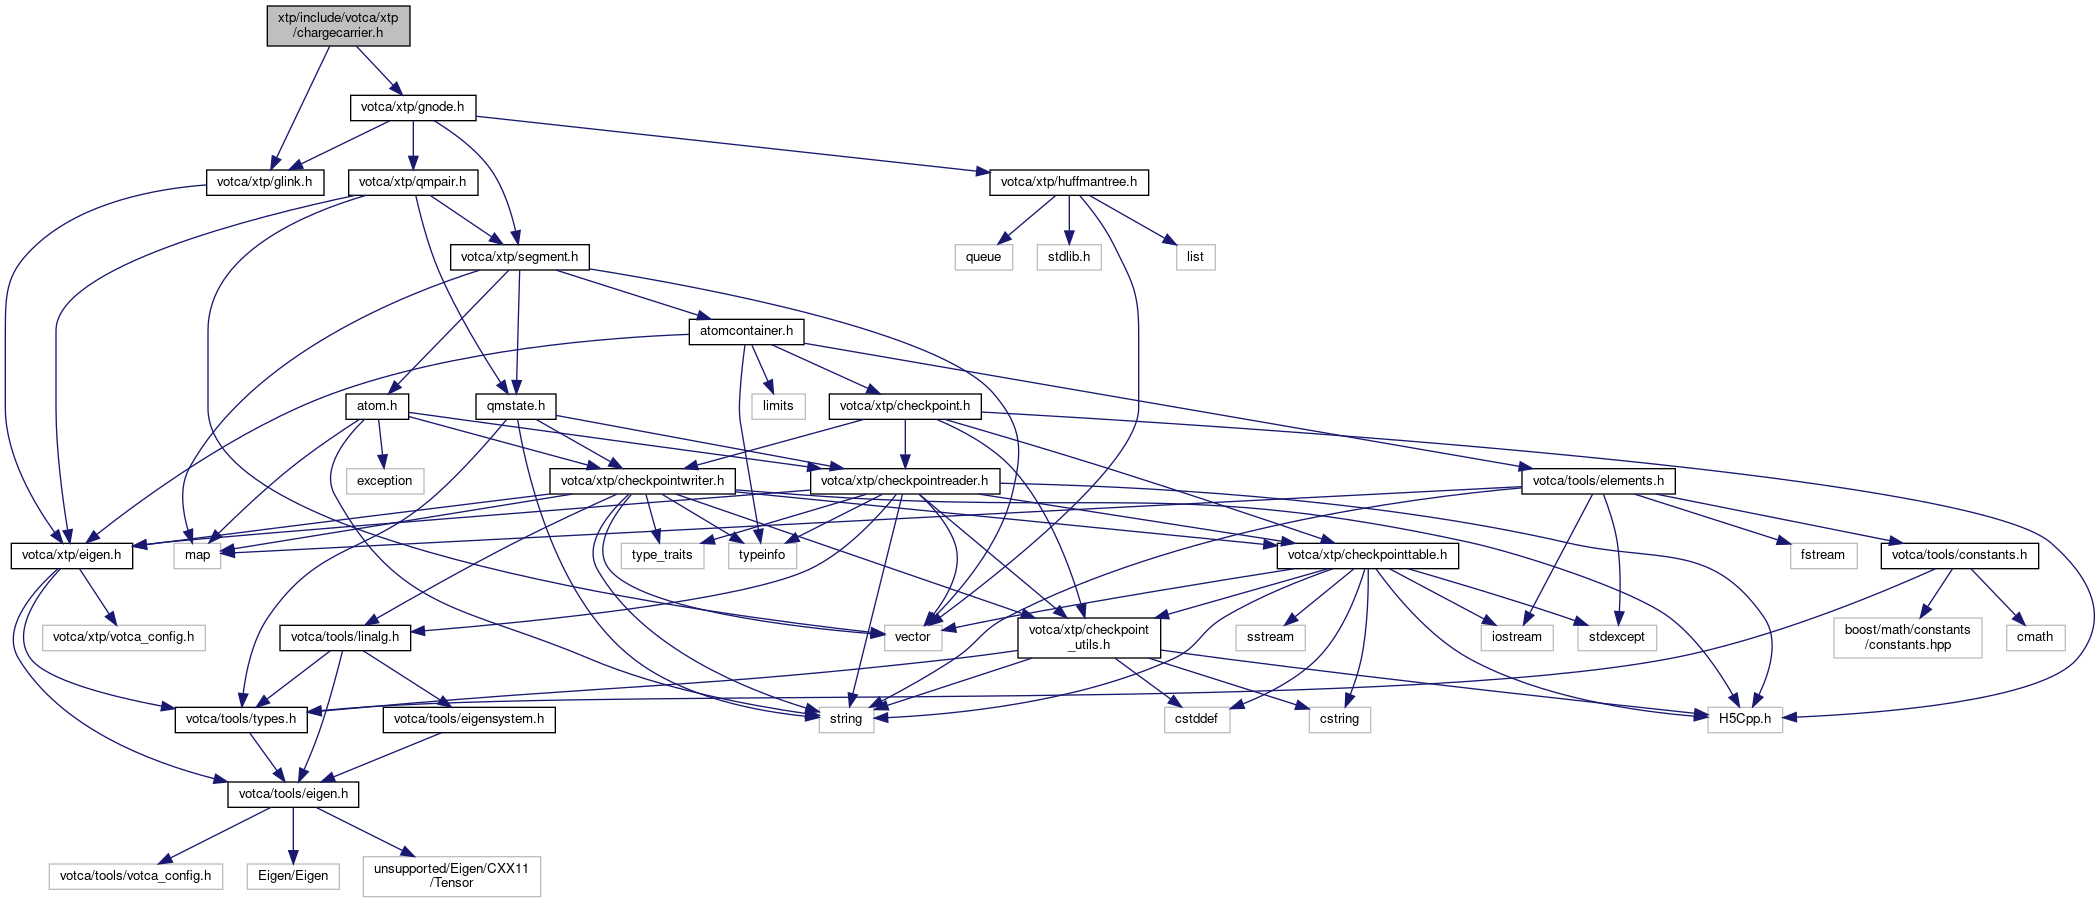 xtp/include/votca/xtp
/chargecarrier.h
votca/xtp/gnode.h
votca/xtp/glink.h
votca/xtp/qmpair.h
votca/xtp/huffmantree.h
votca/xtp/segment.h
queue
stdlib.h
list
atomcontainer.h
atom.h
qmstate.h
limits
votca/xtp/checkpoint.h
exception
votca/xtp/checkpointwriter.h
votca/xtp/checkpointreader.h
votca/tools/elements.h
votca/xtp/eigen.h
map
type_traits
typeinfo
votca/xtp/checkpointtable.h
fstream
votca/tools/constants.h
votca/xtp/votca_config.h
votca/tools/linalg.h
vector
votca/xtp/checkpoint
_utils.h
sstream
iostream
stdexcept
boost/math/constants
/constants.hpp
cmath
votca/tools/types.h
votca/tools/eigensystem.h
string
cstddef
cstring
H5Cpp.h
votca/tools/eigen.h
votca/tools/votca_config.h
Eigen/Eigen
unsupported/Eigen/CXX11
/Tensor